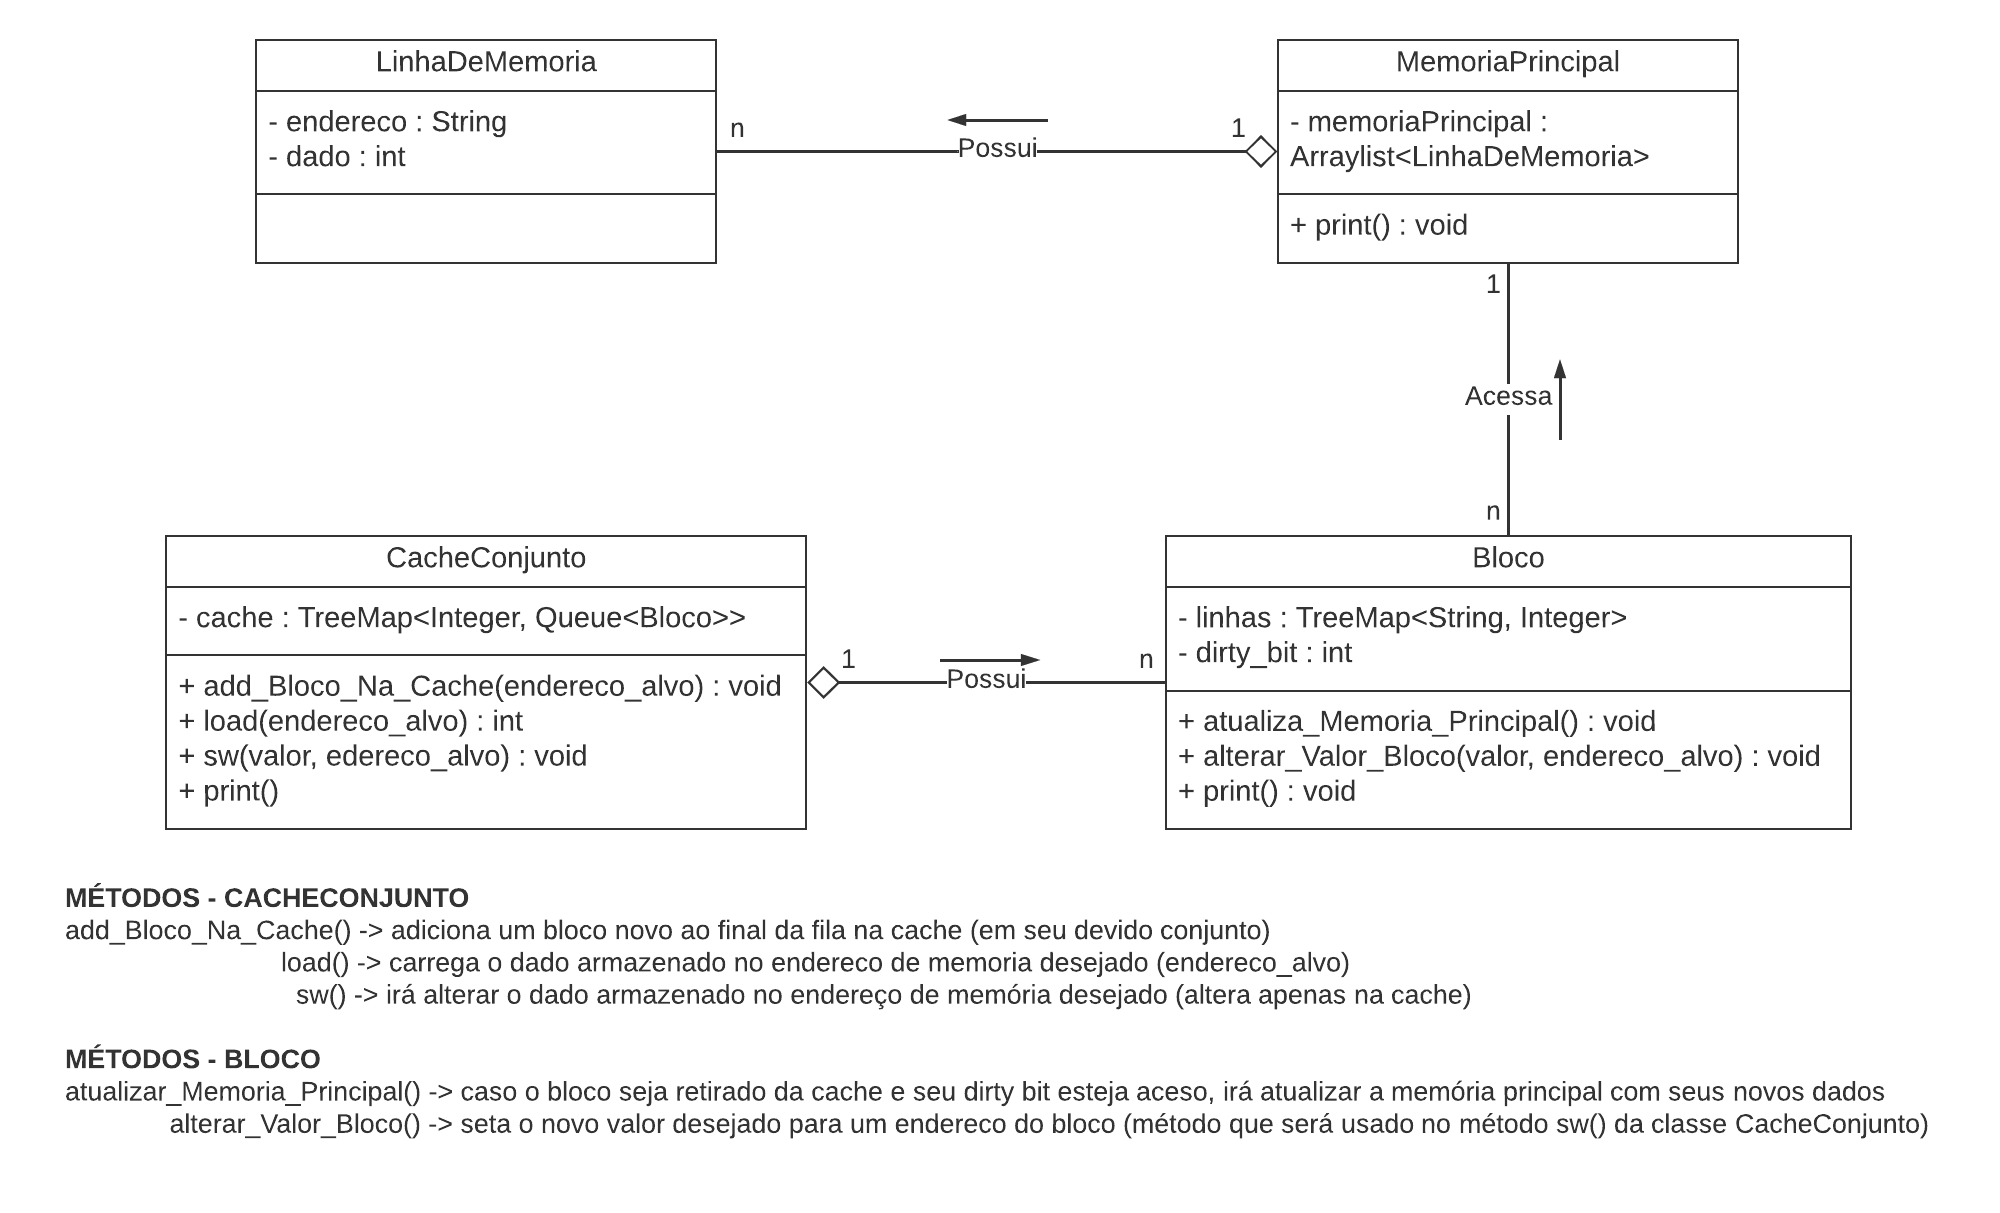 LinhaDeMemoria
- endereco : String
- dado : int
n
Possui
1
MemoriaPrincipal
- memoriaPrincipal :
Arraylist<LinhaDeMemoria>
+ print() : void
1
Acessa
n
CacheConjunto
- cache : TreeMap<Integer, Queue<Bloco>>
+ add_Bloco_Na_Cache(endereco_alvo) : void
+ load(endereco_alvo) : int
+ sw(valor, edereco_alvo) : void
+ print()
1
Possui
n
Bloco
- linhas : TreeMap<String, Integer>
- dirty_bit : int
+ atualiza_Memoria_Principal() : void
+ alterar_Valor_Bloco(valor, endereco_alvo) : void
+ print() : void
MÉTODOS - CACHECONJUNTO
add_Bloco_Na_Cache() -> adiciona um bloco novo ao final da fila na cache (em seu devido conjunto)
load() -> carrega o dado armazenado no endereco de memoria desejado (endereco_alvo)
sw() -> irá alterar o dado armazenado no endereço de memória desejado (altera apenas na cache)
MÉTODOS - BLOCO
atualizar_Memoria_Principal() -> caso o bloco seja retirado da cache e seu dirty bit esteja aceso, irá atualizar a memória principal com seus novos dados
alterar_Valor_Bloco() -> seta o novo valor desejado para um endereco do bloco (método que será usado no método sw() da classe CacheConjunto)